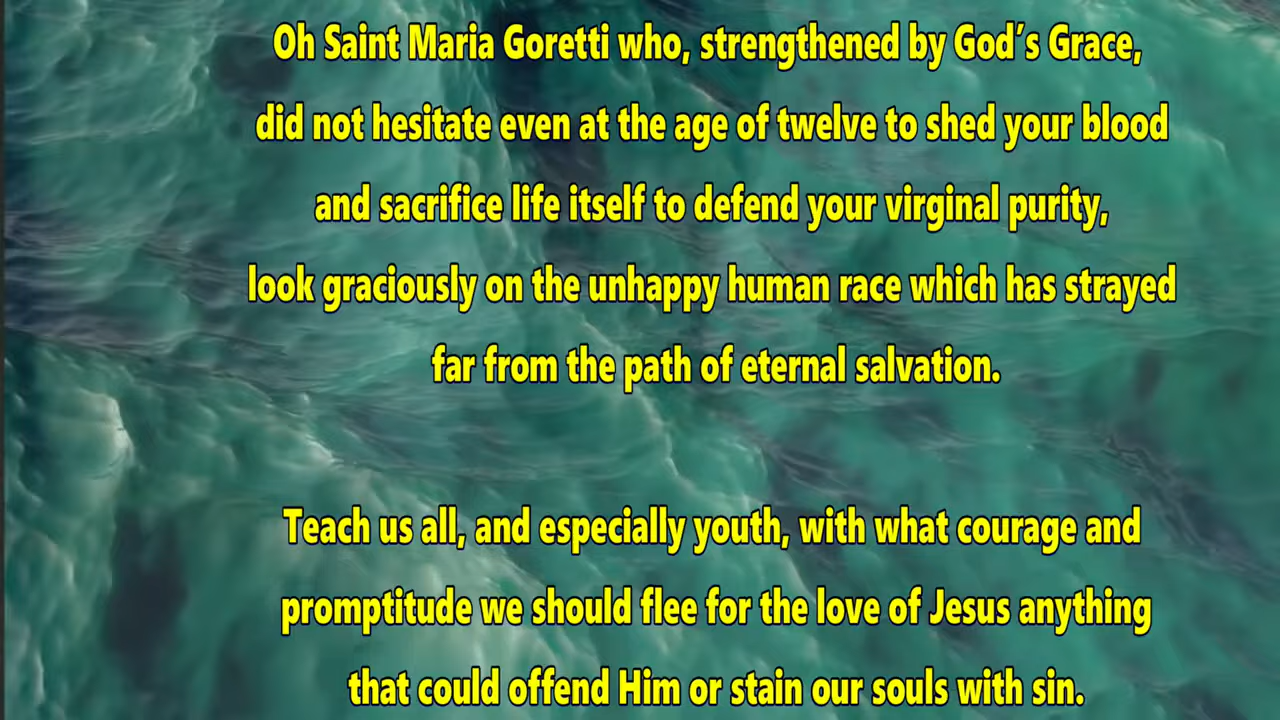 Oh Saint Maria Goretti who, strengthened by God's Grace,
did not hesitate even at the age of twelve to shed your blood
and sacrifice life itself to defend your virginal purity,
look graciously on the unhappy human race which has strayed
far from the path of eternal salvation.
Teach us all, and especially youth, with what courage and
promptitude we should flee for the love of Jesus anything
that could offend Him or stain our souls with sin.